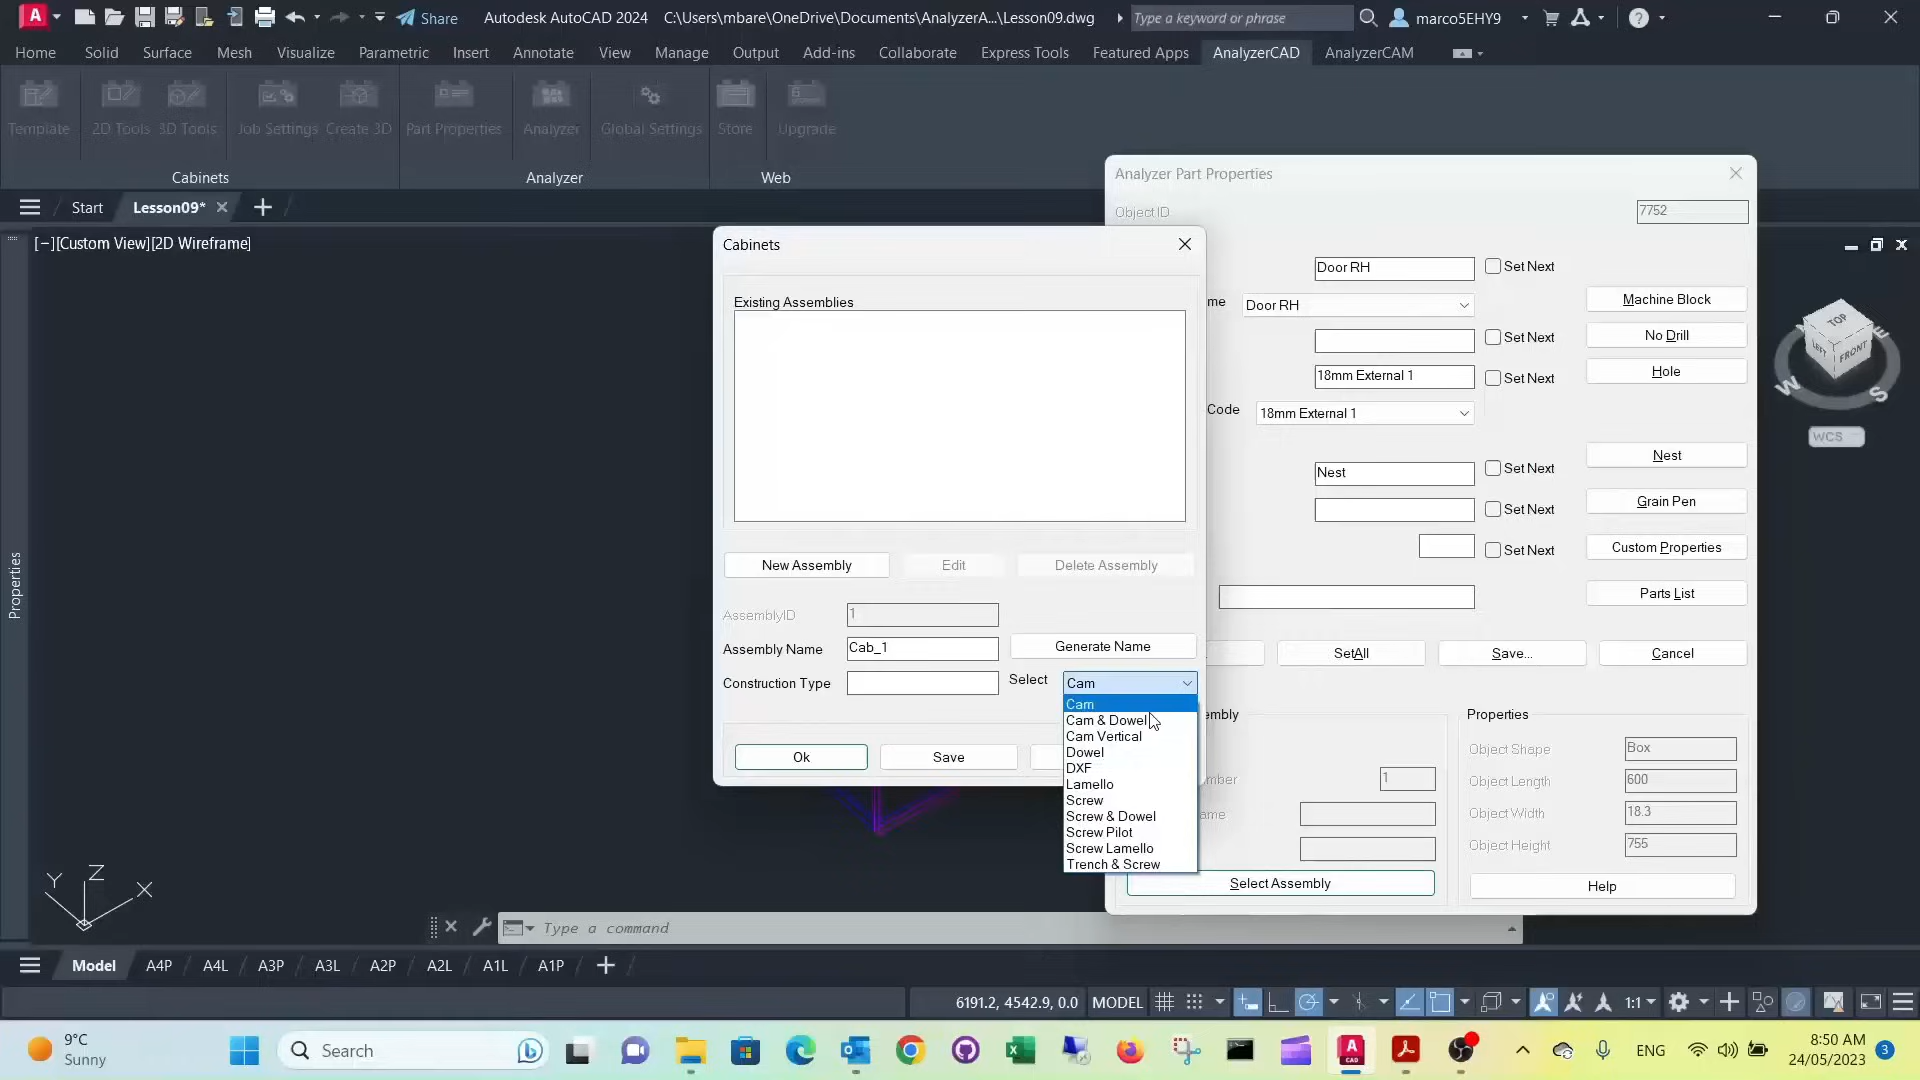 Share
Autodesk AutoCAD 2024
C:\Users\mbare\OneDrive\Documents\AnalyzerA...\Lesson09.dwg
Type a keyword or phrase
marco5EHY9
Home
Solid
Surface
Mesh
Visualize
Parametric
Insert
Annotate
View
Manage
Output
Add-ins
Collaborate
Express Tools
Featured Apps
AnalyzerCAD
AnalyzerCAM
Template
2D Tools
3D Tools
Job Settings
Create 3D
Part Properties
Analyzer
Global Settings
Store
Upgrade
Cabinets
Analyzer
Web
Start
Lesson09*
[−][Custom View][2D Wireframe]
Properties
Analyzer Part Properties
Object ID
7752
Door RH
Set Next
me
Door RH
Machine Block
Set Next
No Drill
18mm External 1
Set Next
Hole
Code
18mm External 1
Nest
Nest
Set Next
Set Next
Grain Pen
Set Next
Custom Properties
Parts List
SetAll
Save...
Cancel
embly
mber
1
ame
Select Assembly
Properties
Object Shape
Box
Object Length
600
Object Width
18.3
Object Height
755
Help
Cabinets
Existing Assemblies
New Assembly
Edit
Delete Assembly
AssemblyID
1
Assembly Name
Cab_1
Generate Name
Construction Type
Select
Cam
Cam
Cam & Dowel
Cam Vertical
Dowel
DXF
Lamello
Screw
Screw & Dowel
Screw Pilot
Screw Lamello
Trench & Screw
Ok
Save
TOP
LEFT
FRONT
E
W
S
WCS
Y
Z
X
Type a command
Model
A4P
A4L
A3P
A3L
A2P
A2L
A1L
A1P
6191.2, 4542.9, 0.0
MODEL
1:1
9°C
Sunny
Search
CAD
ENG
8:50 AM
24/05/2023
3